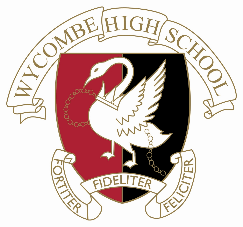 WYCOMBE HIGH SCHOOL
FORTITER FIDELITER FELICITER